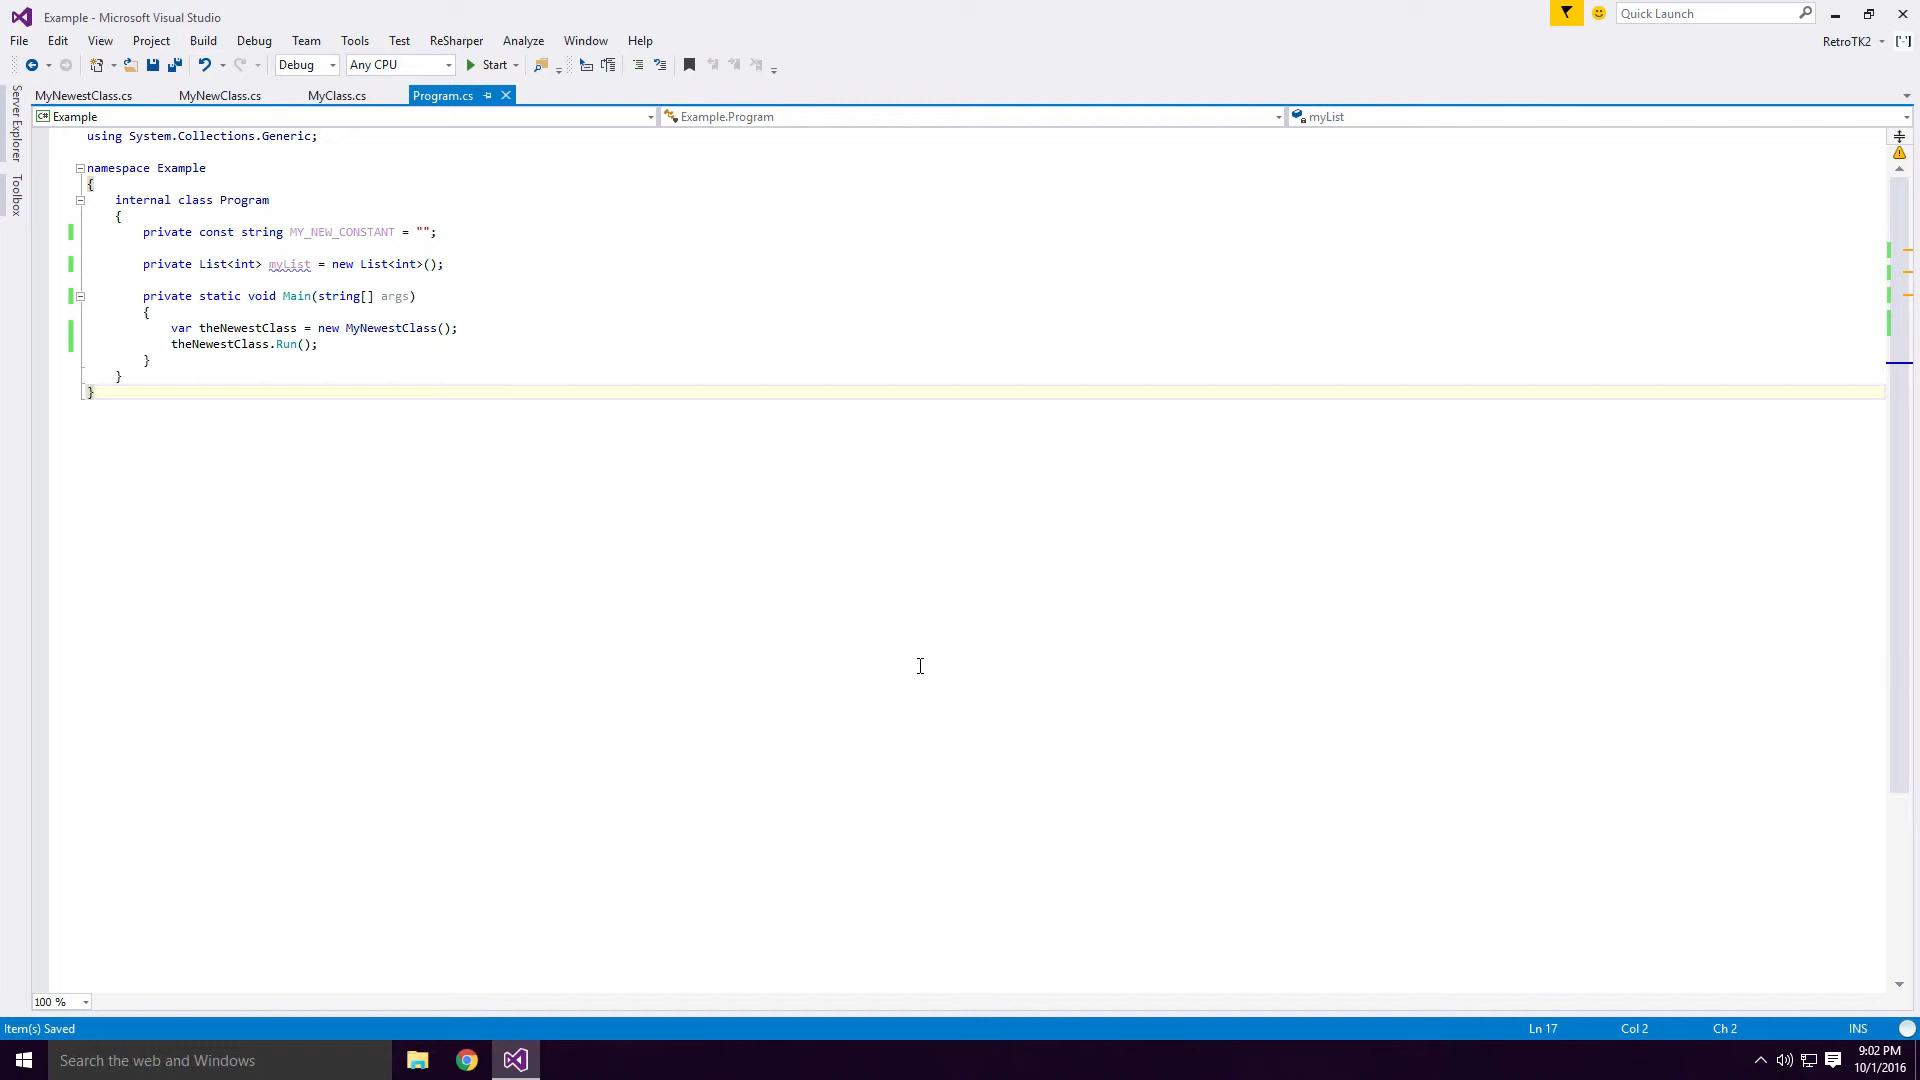 Example - Microsoft Visual Studio
Quick Launch
File Edit View Project Build Debug Team Tools Test ReSharper Analyze Window Help
RetroTK2
Debug Any CPU Start
MyNewestClass.cs MyNewClass.cs MyClass.cs Program.cs
Server Explorer
Toolbox
C# Example Example.Program myList
using System.Collections.Generic;
namespace Example
{
internal class Program
{
private const string MY_NEW_CONSTANT = "";
private List<int> myList = new List<int>();
private static void Main(string[] args)
{
var theNewestClass = new MyNewestClass();
theNewestClass.Run();
}
}
}
100 %
Item(s) Saved Ln 17 Col 2 Ch 2 INS
Search the web and Windows
9:02 PM
10/1/2016